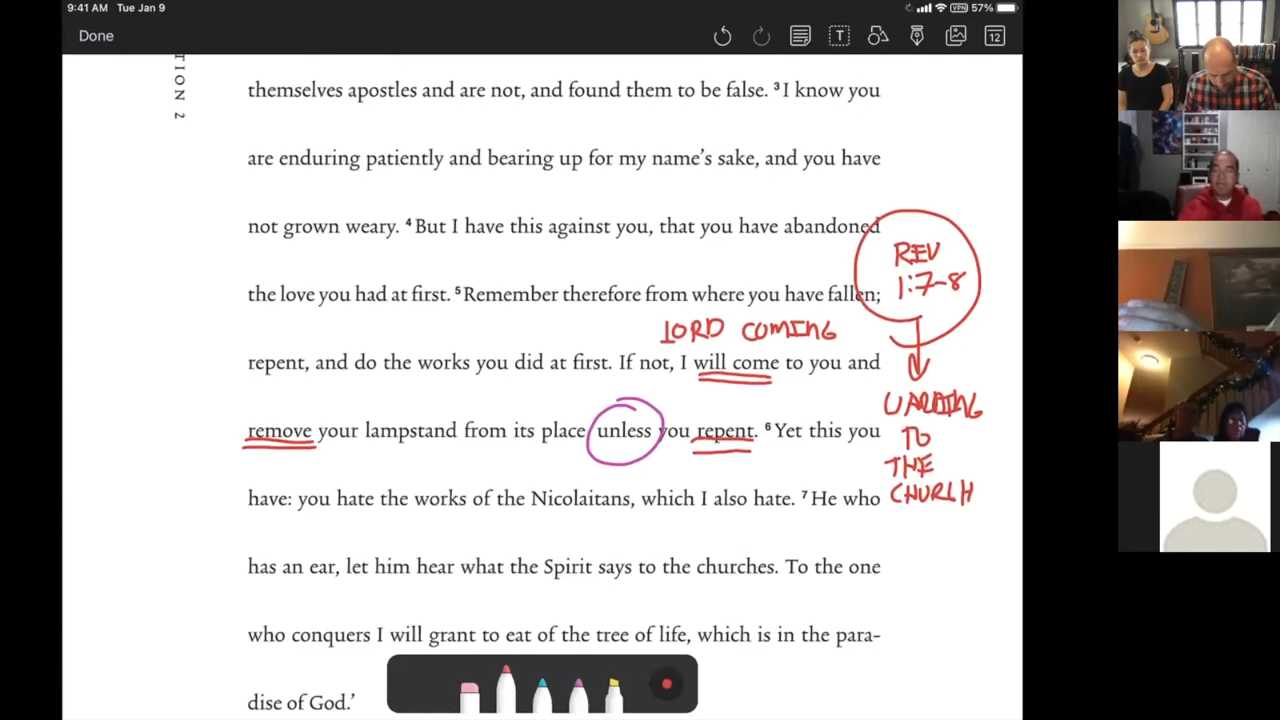 9:41 AM Tue Jan 9
VPN 57%
Done
12
TION 2
themselves apostles and are not, and found them to be false. ³ I know you
are enduring patiently and bearing up for my name’s sake, and you have
not grown weary. ⁴ But I have this against you, that you have abandoned
REV
1:7-8
the love you had at first. ⁵ Remember therefore from where you have fallen;
LORD COMING
repent, and do the works you did at first. If not, I will come to you and
WARNING
TO
THE
CHURCH
remove your lampstand from its place unless you repent. ⁶ Yet this you
have: you hate the works of the Nicolaitans, which I also hate. ⁷ He who
has an ear, let him hear what the Spirit says to the churches. To the one
who conquers I will grant to eat of the tree of life, which is in the para-
dise of God.’